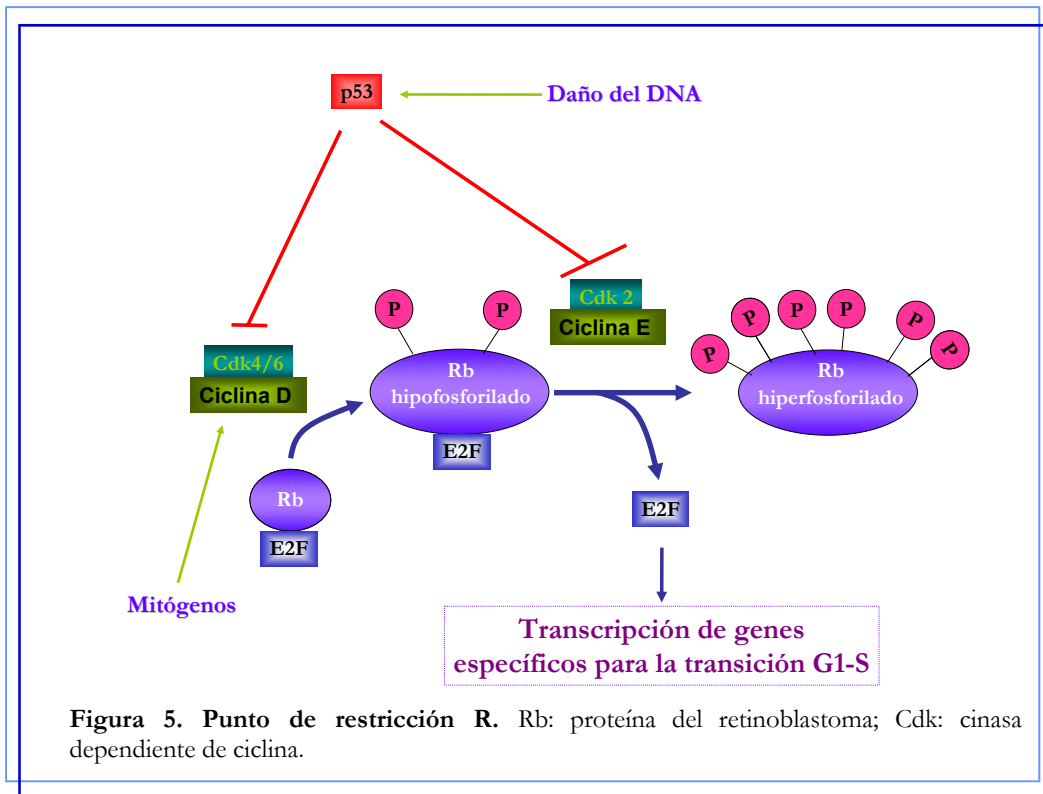 p53
Daño del DNA
Cdk 2
Ciclina E
P
P
P
P
P
P
P
P
Cdk4/6
Ciclina D
Rb
hipofosforilado
E2F
Rb
hiperfosforilado
Rb
E2F
E2F
Mitógenos
Transcripción de genes
específicos para la transición G1-S
Figura 5. Punto de restricción R. Rb: proteína del retinoblastoma; Cdk: cinasa
dependiente de ciclina.